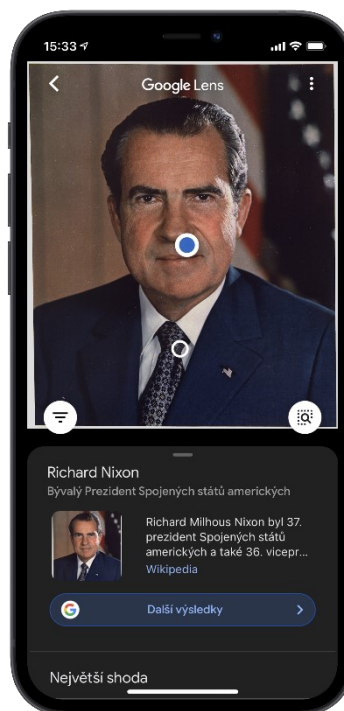 15:33
Google Lens
Richard Nixon
Bývalý Prezident Spojených států amerických
Richard Milhous Nixon byl 37.
prezident Spojených států
amerických a také 36. vicepr...
Wikipedia
G
Další výsledky
Největší shoda